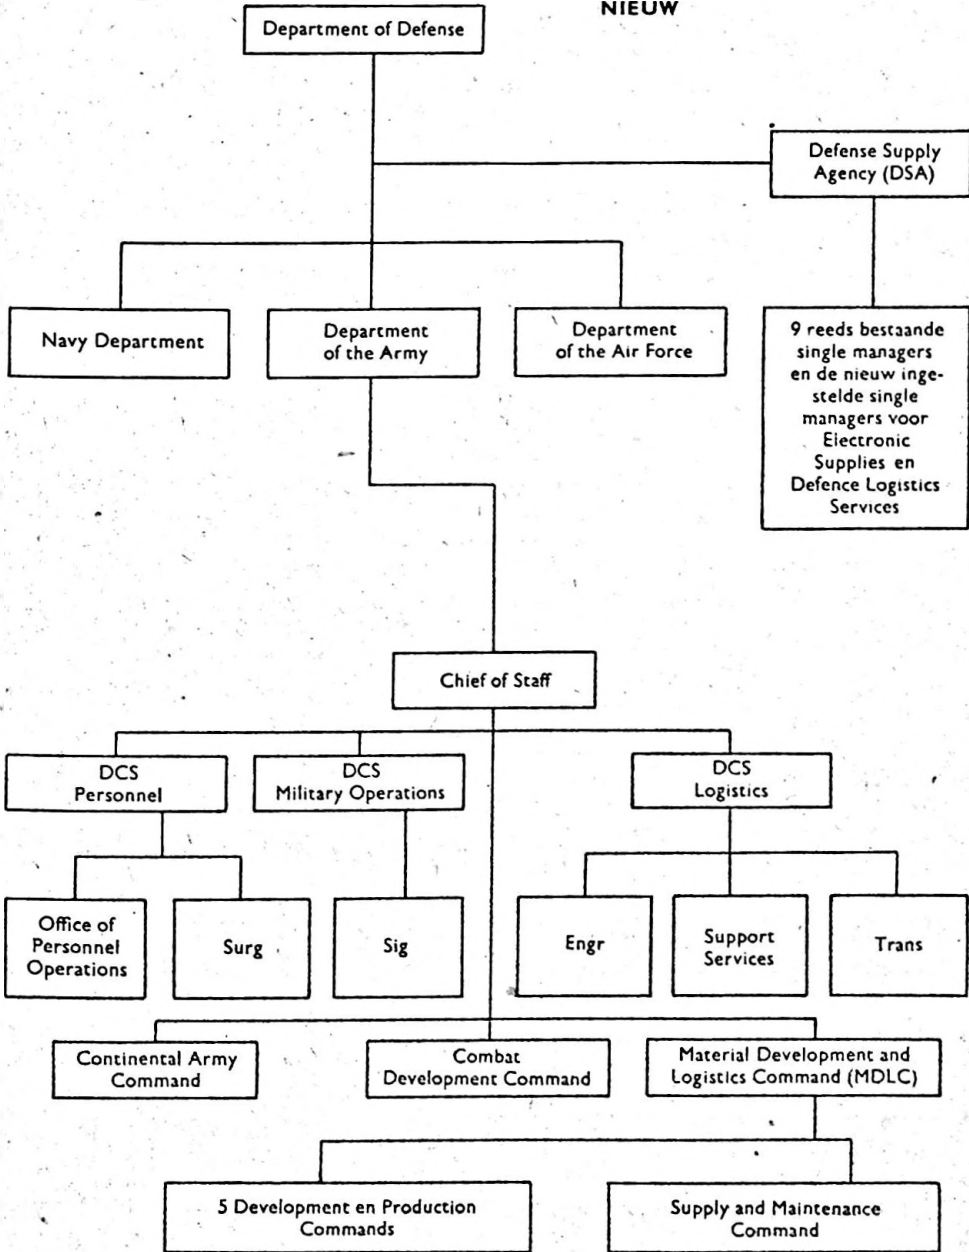 NIEUW
Department of Defense
Defense Supply
Agency (DSA)
Navy Department
Department
of the Army
Department
of the Air Force
9 reeds bestaande
single managers
en de nieuw inge-
stelde single
managers voor
Electronic
Supplies en
Defence Logistics
Services
Chief of Staff
DCS
Personnel
DCS
Military Operations
DCS
Logistics
Office of
Personnel
Operations
Surg
Sig
Engr
Support
Services
Trans
Continental Army
Command
Combat
Development Command
Material Development and
Logistics Command (MDLC)
5 Development en Production
Commands
Supply and Maintenance
Command